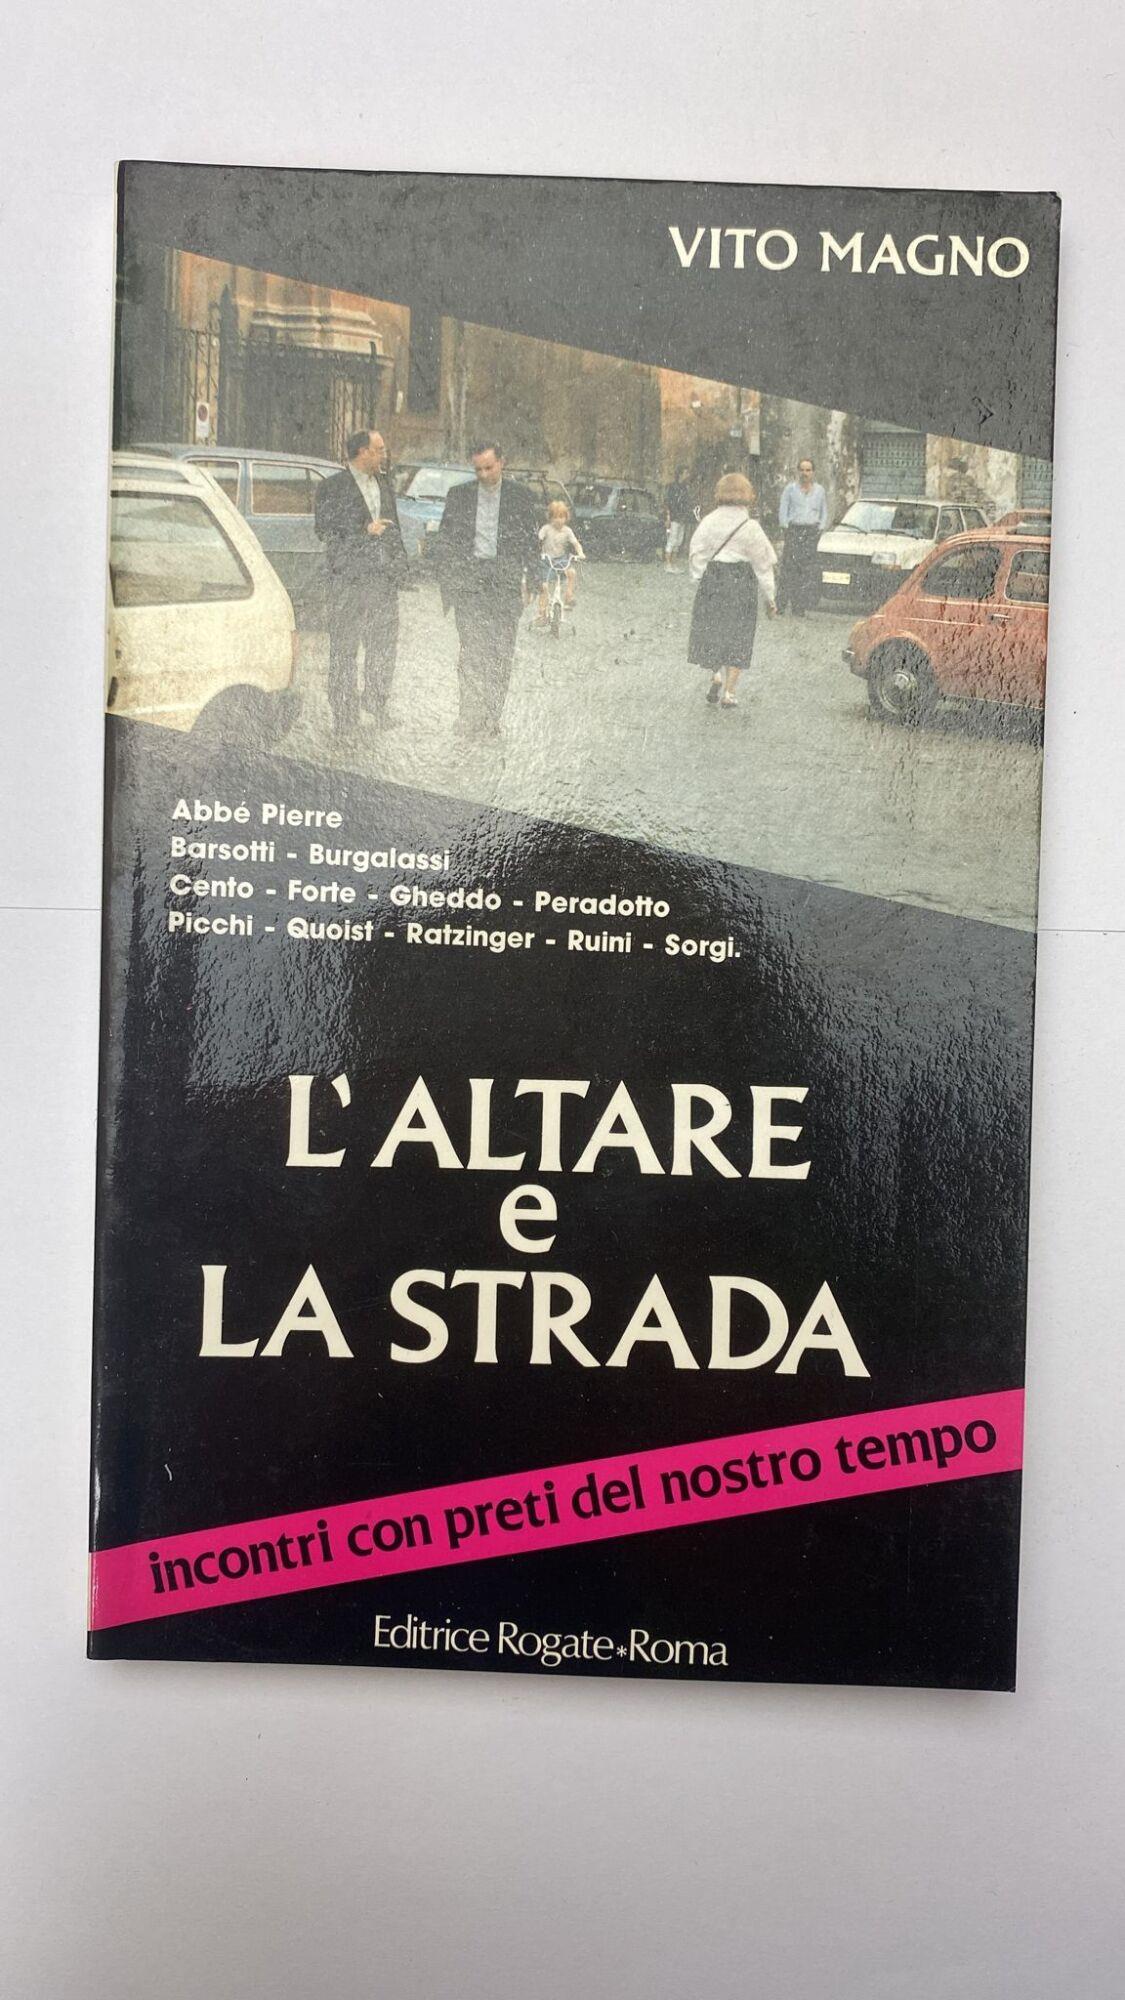 VITO MAGNO
Abbé Pierre
Barsotti - Burgalassi
Cento - Forte - Gheddo - Peradotto
Picchi - Quoist - Ratzinger - Ruini - Sorgi.
L'ALTARE
e
LA STRADA
incontri con preti del nostro tempo
Editrice Rogate*Roma